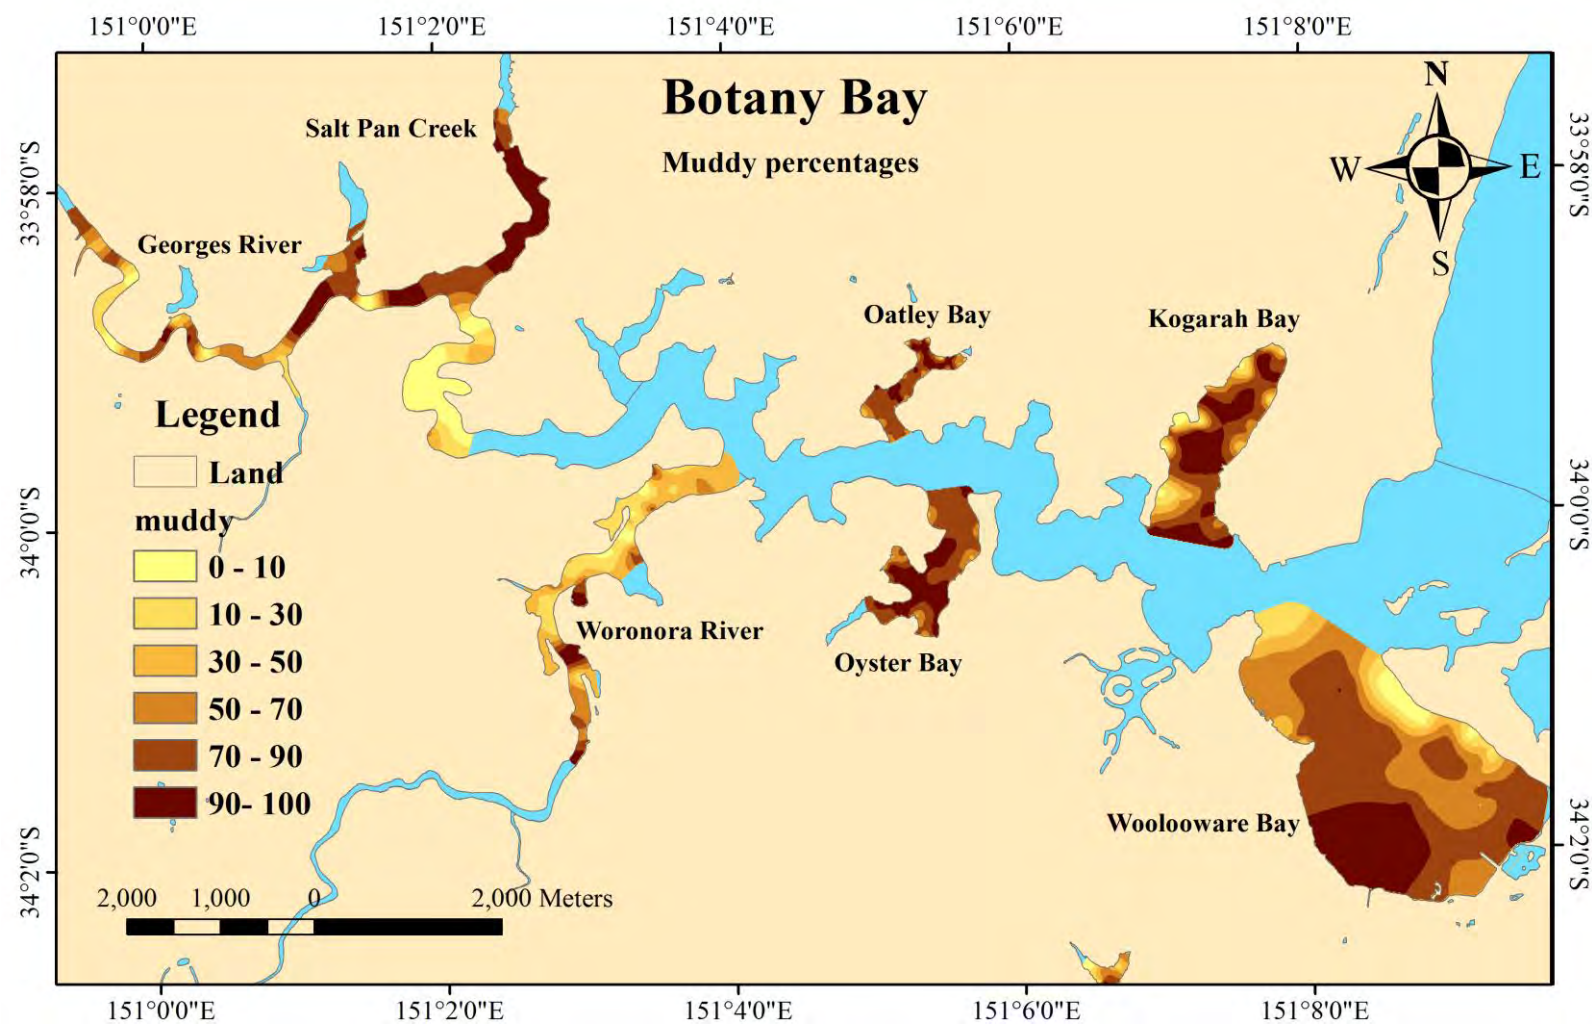 151°0'0"E 151°2'0"E 151°4'0"E 151°6'0"E 151°8'0"E
Botany Bay
Muddy percentages
N
W E
S
Salt Pan Creek
Georges River
Oatley Bay
Kogarah Bay
Woronora River
Oyster Bay
Woolooware Bay
33°58'0"S
34°0'0"S
34°2'0"S
33°58'0"S
34°0'0"S
34°2'0"S
Legend
Land
muddy
0 - 10
10 - 30
30 - 50
50 - 70
70 - 90
90- 100
2,000 1,000 0 2,000 Meters
151°0'0"E 151°2'0"E 151°4'0"E 151°6'0"E 151°8'0"E